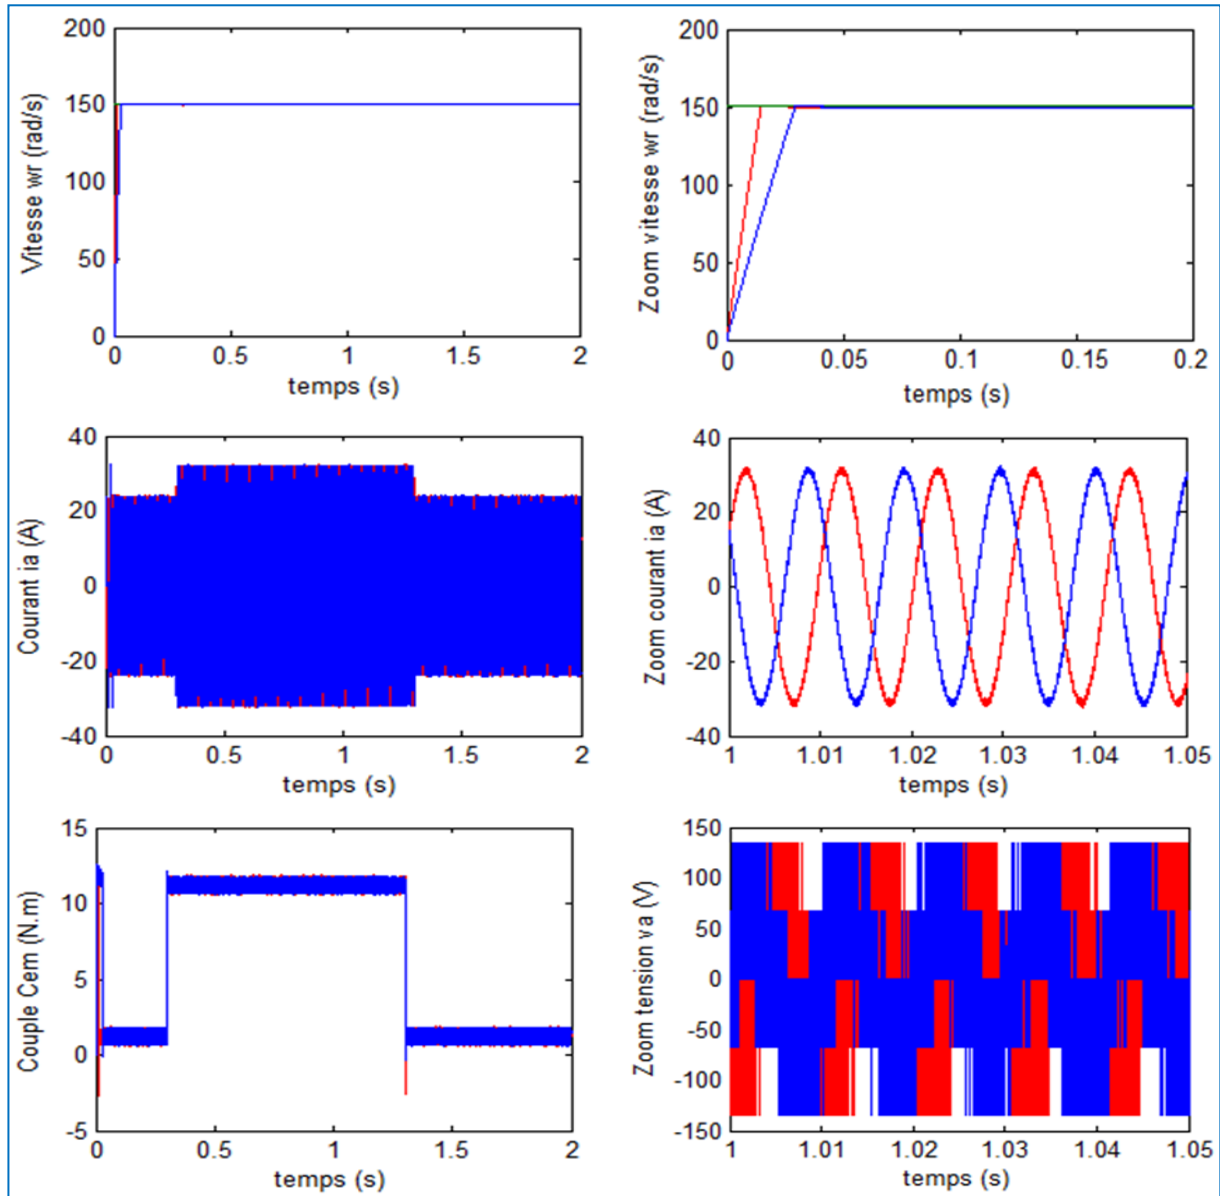 200
150
100
50
0
Vitesse wr (rad/s)
0 0.5 1 1.5 2
temps (s)
200
150
100
50
0
Zoom vitesse wr (rad/s)
0 0.05 0.1 0.15 0.2
temps (s)
40
20
0
-20
-40
Courant ia (A)
0 0.5 1 1.5 2
temps (s)
40
20
0
-20
-40
Zoom courant ia (A)
1 1.01 1.02 1.03 1.04 1.05
temps (s)
15
10
5
0
-5
Couple Cem (N.m)
0 0.5 1 1.5 2
temps (s)
150
100
50
0
-50
-100
-150
Zoom tension va (V)
1 1.01 1.02 1.03 1.04 1.05
temps (s)